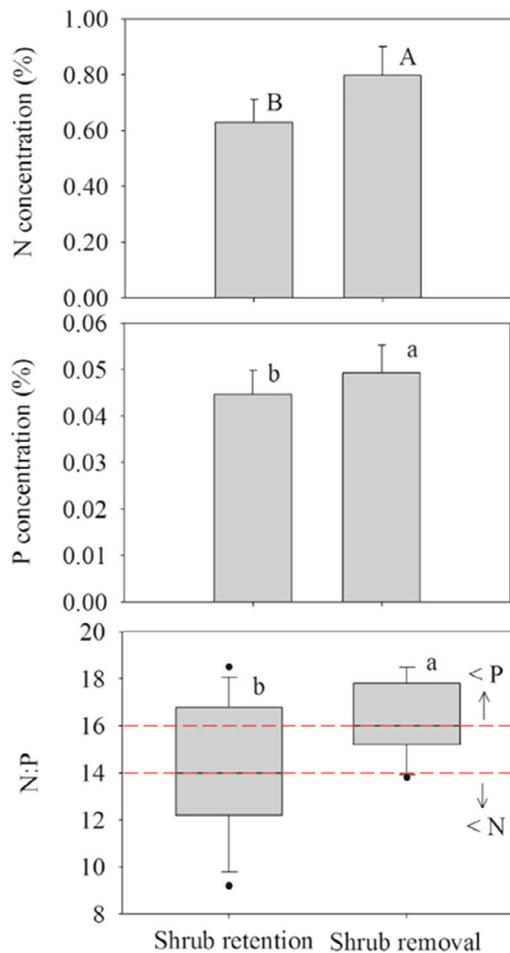 N concentration (%)
1.00
0.80
0.60
0.40
0.20
0.00
B
A
P concentration (%)
0.06
0.05
0.04
0.03
0.02
0.01
0.00
b
a
N:P
20
18
16
14
12
10
8
b
a
< P
< N
Shrub retention
Shrub removal